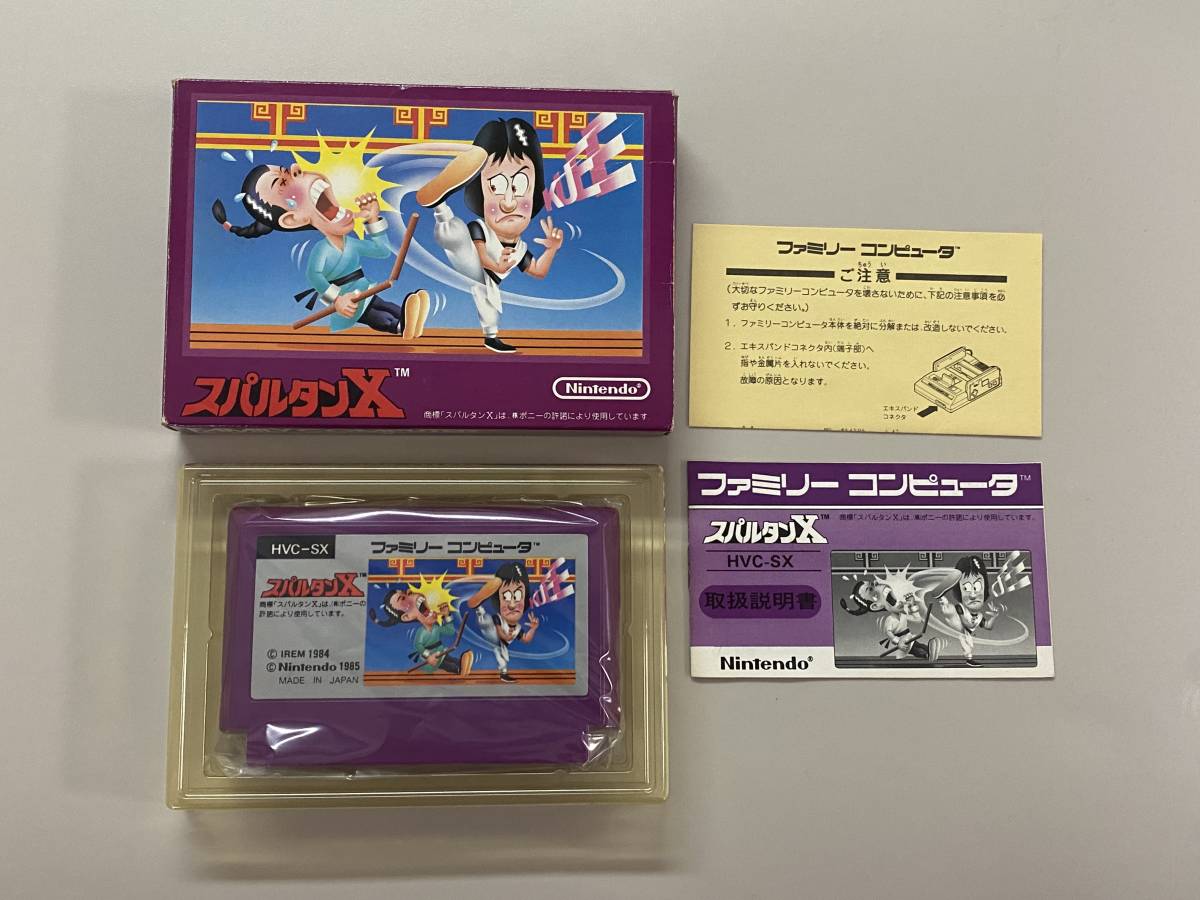 KUエ
スパルタンX™
Nintendo®
商標「スパルタンX」は、㈱ポニーの許諾により使用しています
ファミリー コンピュータ™
ご注意
ちゅう い
(大切なファミリーコンピュータを壊さないために、下記の注意事項を必
ずお守りください。)
1. ファミリーコンピュータ本体を絶対に分解または、改造しないでください。
2. エキスパンドコネクタ内(端子部)へ
指や金属片を入れないでください。
故障の原因となります。
エキスパンド
コネクタ
HVC-SX
ファミリー コンピュータ™
スパルタンX™
商標「スパルタンX」は、㈱ポニーの
許諾により使用しています。
© IREM 1984
© Nintendo 1985
MADE IN JAPAN
ファミリー コンピュータ™
スパルタンX™
商標「スパルタンX」は、㈱ポニーの許諾により使用しています。
HVC-SX
取扱説明書
Nintendo®